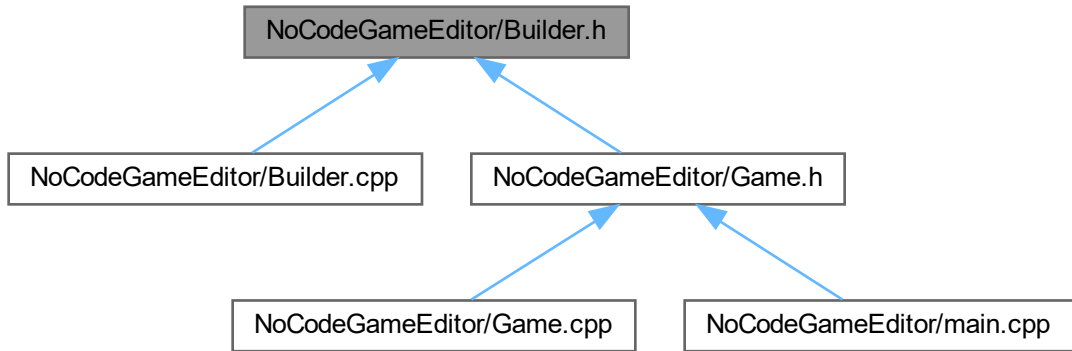 NoCodeGameEditor/Builder.h
NoCodeGameEditor/Builder.cpp
NoCodeGameEditor/Game.h
NoCodeGameEditor/Game.cpp
NoCodeGameEditor/main.cpp